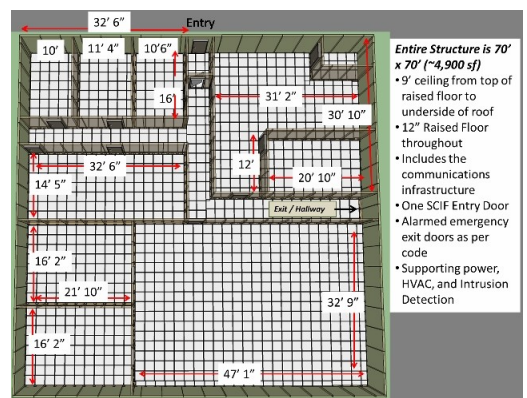 32' 6"
Entry
10'
11' 4"
10'6"
16'
31' 2"
30' 10"
12'
20' 10"
32' 6"
14' 5"
Exit / Hallway
16' 2"
21' 10"
32' 9"
16' 2"
47' 1"
Entire Structure is 70'
x 70' (~4,900 sf)
• 9' ceiling from top of
raised floor to
underside of roof
• 12" Raised Floor
throughout
• Includes the
communications
infrastructure
• One SCIF Entry Door
• Alarmed emergency
exit doors as per
code
• Supporting power,
HVAC, and Intrusion
Detection